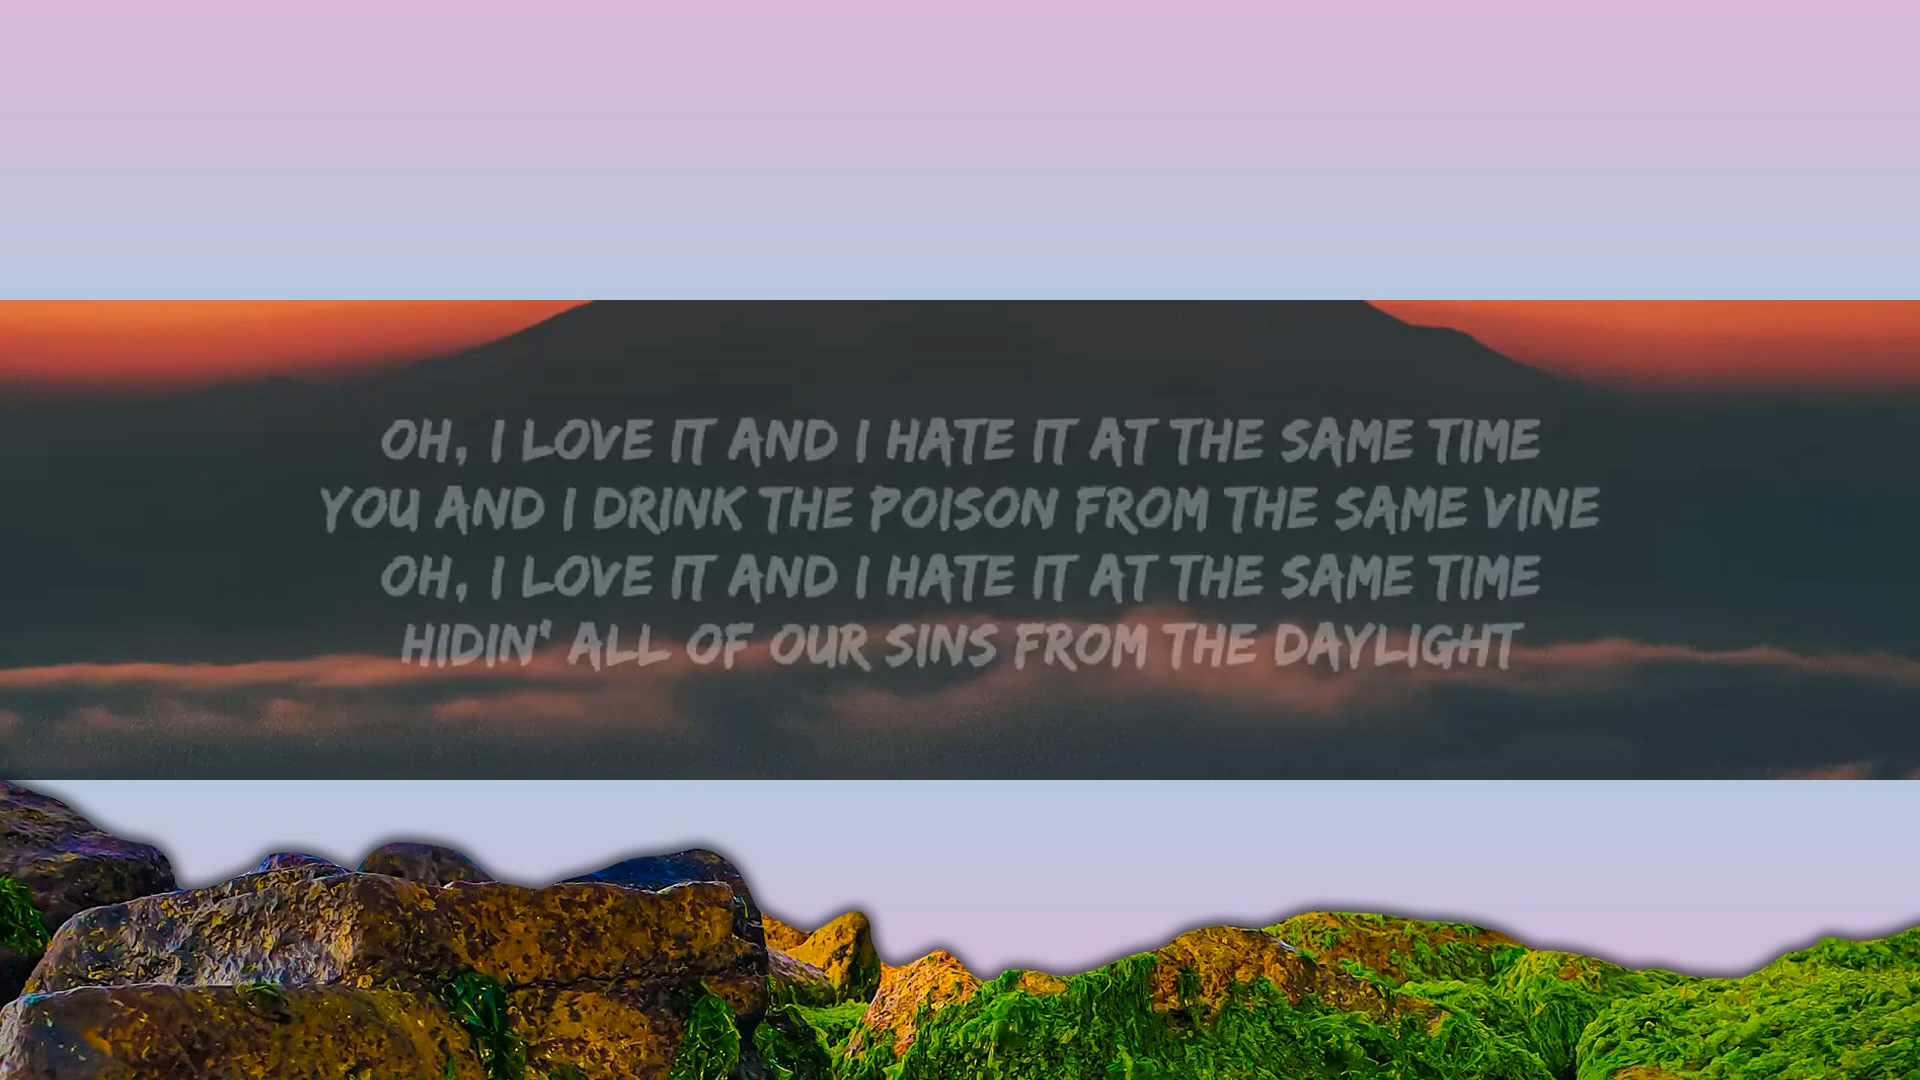 OH, I LOVE IT AND I HATE IT AT THE SAME TIME
YOU AND I DRINK THE POISON FROM THE SAME VINE
OH, I LOVE IT AND I HATE IT AT THE SAME TIME
HIDIN' ALL OF OUR SINS FROM THE DAYLIGHT